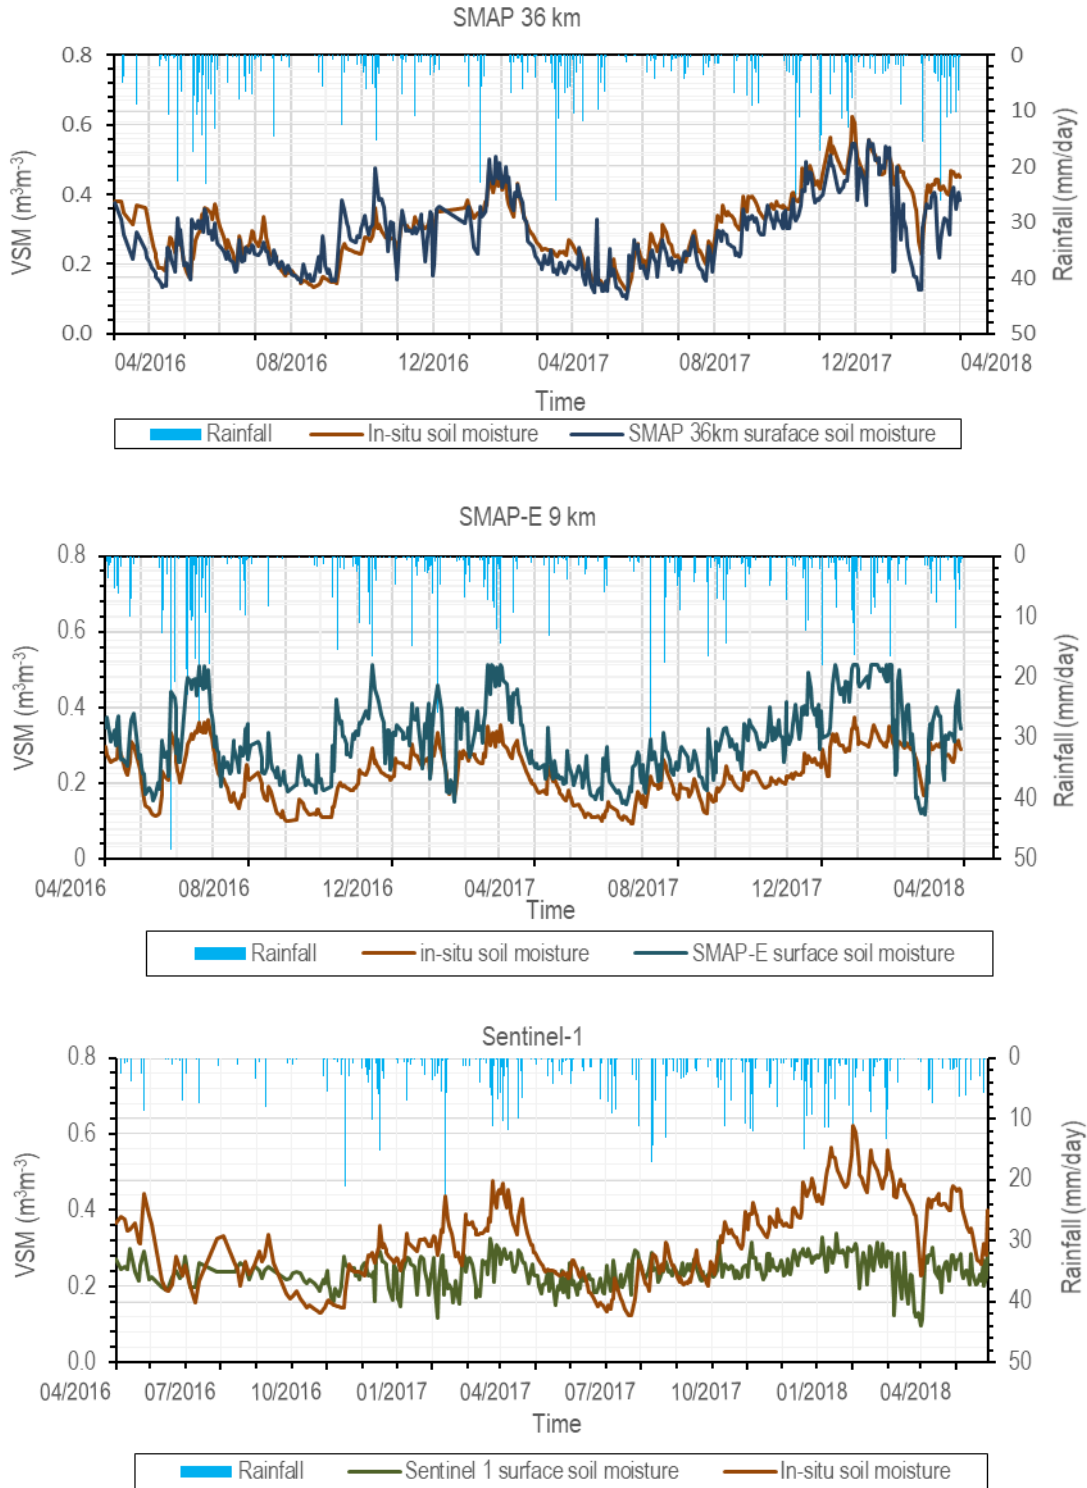 SMAP 36 km
0.8
0.6
0.4
0.2
0.0
VSM (m³m⁻³)
0
10
20
30
40
50
Rainfall (mm/day)
04/2016 08/2016 12/2016 04/2017 08/2017 12/2017 04/2018
Time
Rainfall In-situ soil moisture SMAP 36km suraface soil moisture
SMAP-E 9 km
0.8
0.6
0.4
0.2
0
VSM (m³m⁻³)
0
10
20
30
40
50
Rainfall (mm/day)
04/2016 08/2016 12/2016 04/2017 08/2017 12/2017 04/2018
Time
Rainfall in-situ soil moisture SMAP-E surface soil moisture
Sentinel-1
0.8
0.6
0.4
0.2
0.0
VSM (m³m⁻³)
0
10
20
30
40
50
Rainfall (mm/day)
04/2016 07/2016 10/2016 01/2017 04/2017 07/2017 10/2017 01/2018 04/2018
Time
Rainfall Sentinel 1 surface soil moisture In-situ soil moisture